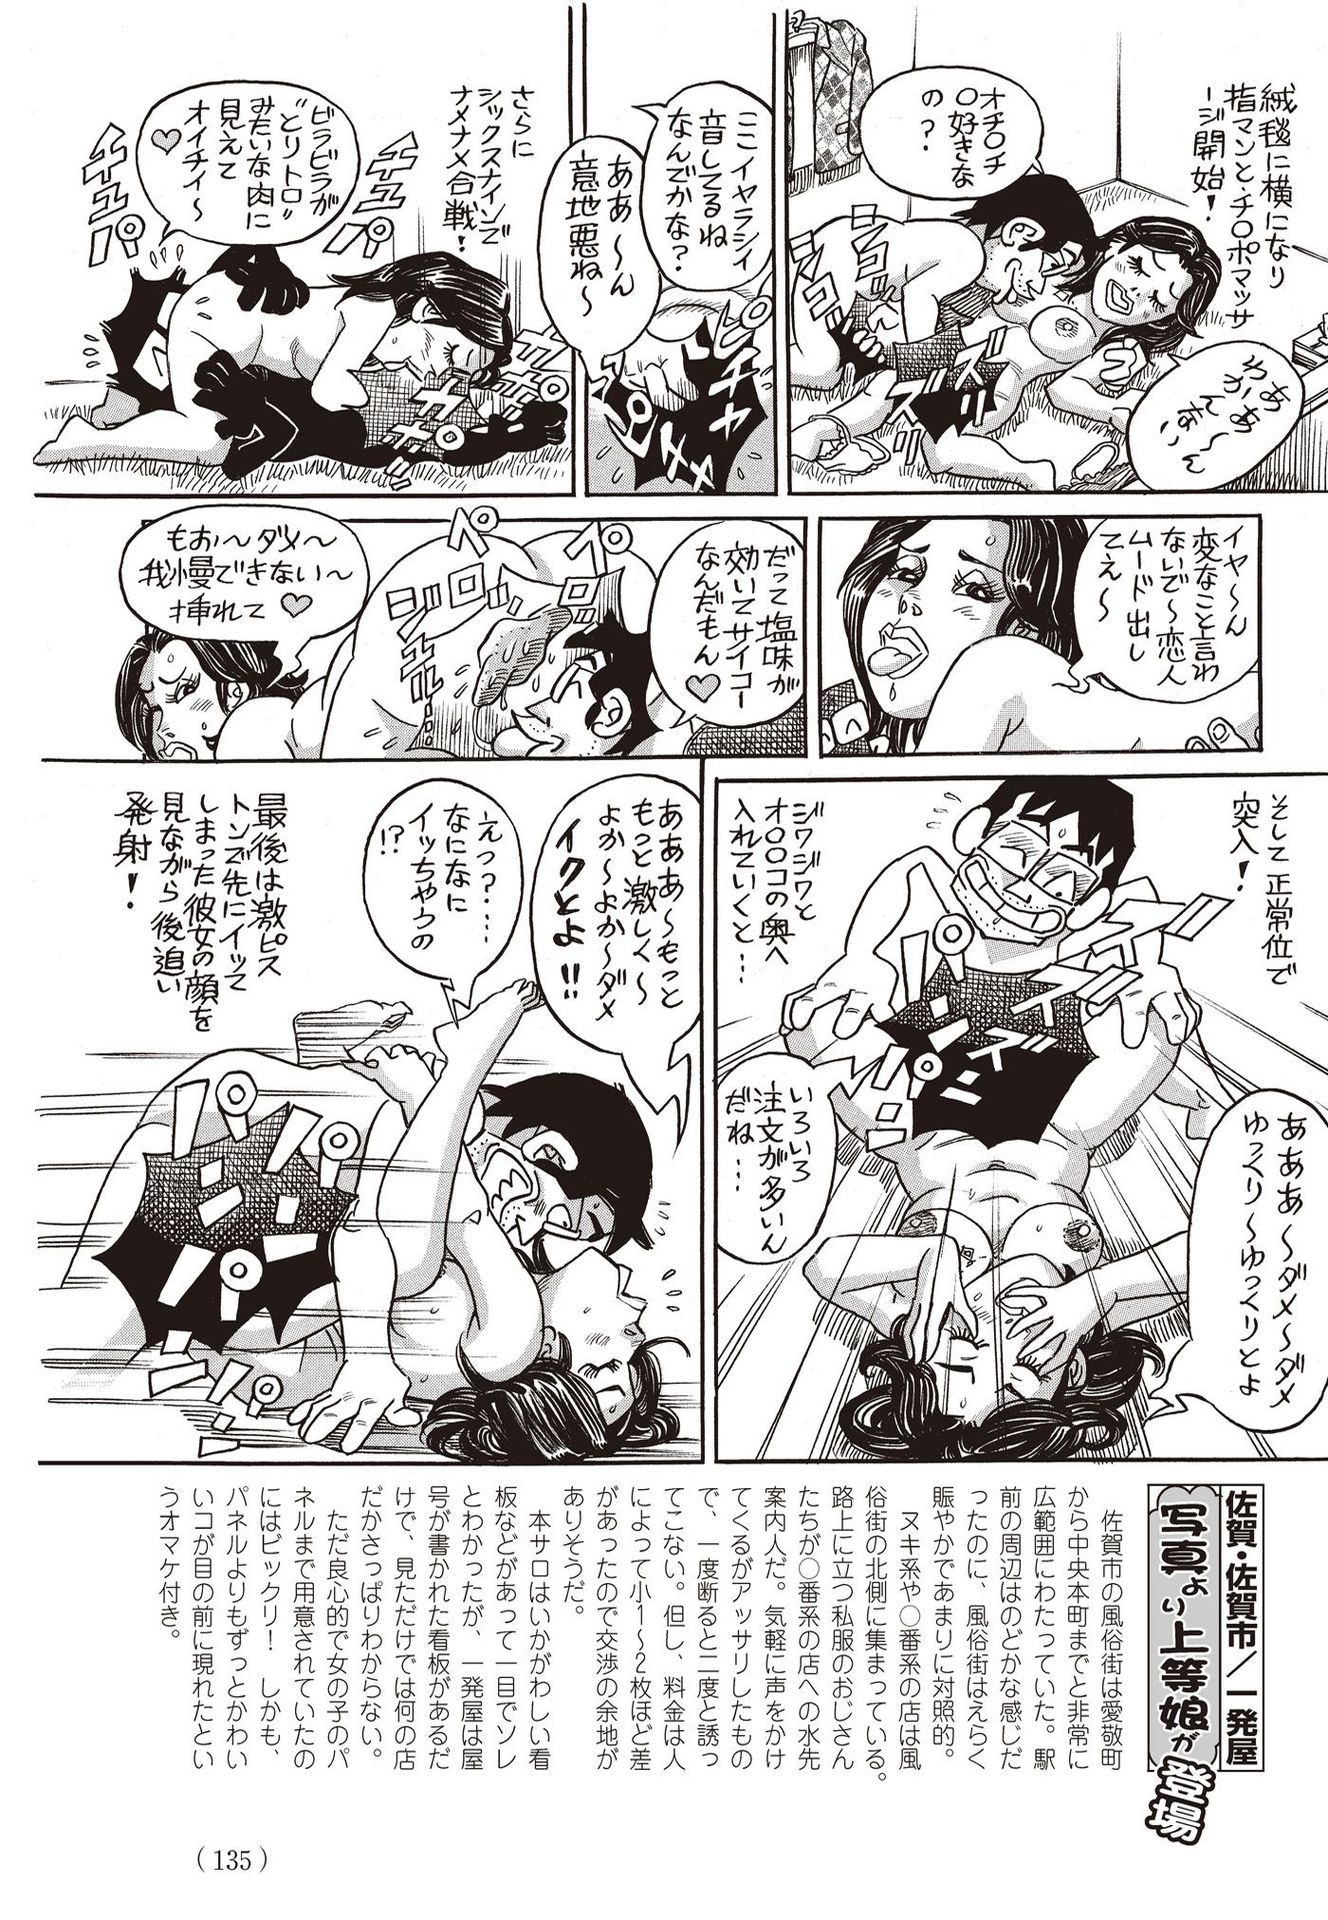 絨毯に横になり
指マンと、チ○ポマッサ
ージ開始！
オチ○チ
○好きな
の？
ああ〜ん
わかんない〜ん
ズズズ
ズリ
ここイヤラシイ
音してるね
なんでかな？
ああ〜ん
意地悪ね〜
さらに
シックスナインで
ナメナメ合戦！
ビラビラが
“とりトロ”
みたいな肉に
見えて
オイチイ〜
チュパ
チュパ
イヤ〜ん
変なこと言わ
ないで〜恋人
ムード出し
てえ〜
だって塩味が
効いてサイコー
なんだもん
ペロ
ペロ
ジュル
もお〜ダメ〜
我慢できない〜
挿れて
そして正常位で
突入！
ジワジワと
オ○○コの奥へ
入れていくと…
あああ〜ダメ〜ダメ
ゆっくり〜ゆっくりとよ
いろいろ
注文が多いん
だね…
あああ〜もっと
もっと激しく〜
よか〜よか〜ダメ
イクとよ!!
えっ？…
なになに
イッちゃうの
!?
最後は激ピス
トンで先にイッて
しまった彼女の顔を
見ながら後追い
発射！
佐賀・佐賀市／一発屋
写真より上等娘が登場
佐賀市の風俗街は愛敬町
から中央本町までと非常に
広範囲にわたっていた。駅
前の周辺はのどかな感じだ
ったのに、風俗街はえらく
賑やかであまりに対照的。
ヌキ系や○番系の店は風
俗街の北側に集まっている。
路上に立つ私服のおじさん
たちが○番系の店への水先
案内人だ。気軽に声をかけ
てくるがアッサリしたもの
で、一度断ると二度と誘っ
てこない。但し、料金は人
によって小1〜2枚ほど差
があったので交渉の余地が
ありそうだ。
本サロはいかがわしい看
板などがあって一目でソレ
とわかったが、一発屋は屋
号が書かれた看板があるだ
けで、見ただけでは何の店
だかさっぱりわからない。
ただ良心的で女の子のパ
ネルまで用意されていたの
にはビックリ！　しかも、
パネルよりもずっとかわい
いコが目の前に現れたとい
うオマケ付き。
（135）